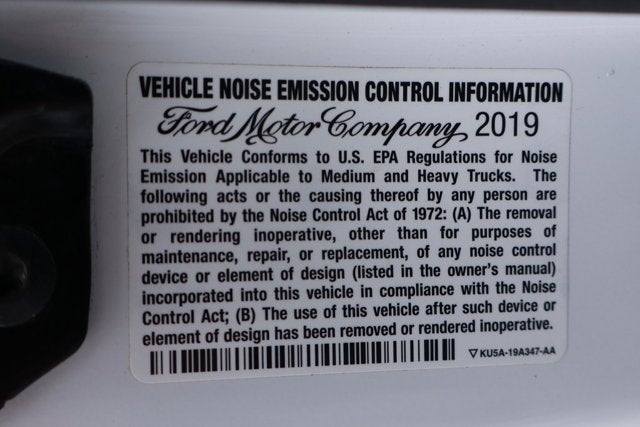 VEHICLE NOISE EMISSION CONTROL INFORMATION
Ford Motor Company 2019
This Vehicle Conforms to U.S. EPA Regulations for Noise
Emission Applicable to Medium and Heavy Trucks. The
following acts or the causing thereof by any person are
prohibited by the Noise Control Act of 1972: (A) The removal
or rendering inoperative, other than for purposes of
maintenance, repair, or replacement, of any noise control
device or element of design (listed in the owner's manual)
incorporated into this vehicle in compliance with the Noise
Control Act; (B) The use of this vehicle after such device or
element of design has been removed or rendered inoperative.
KU5A-19A347-AA